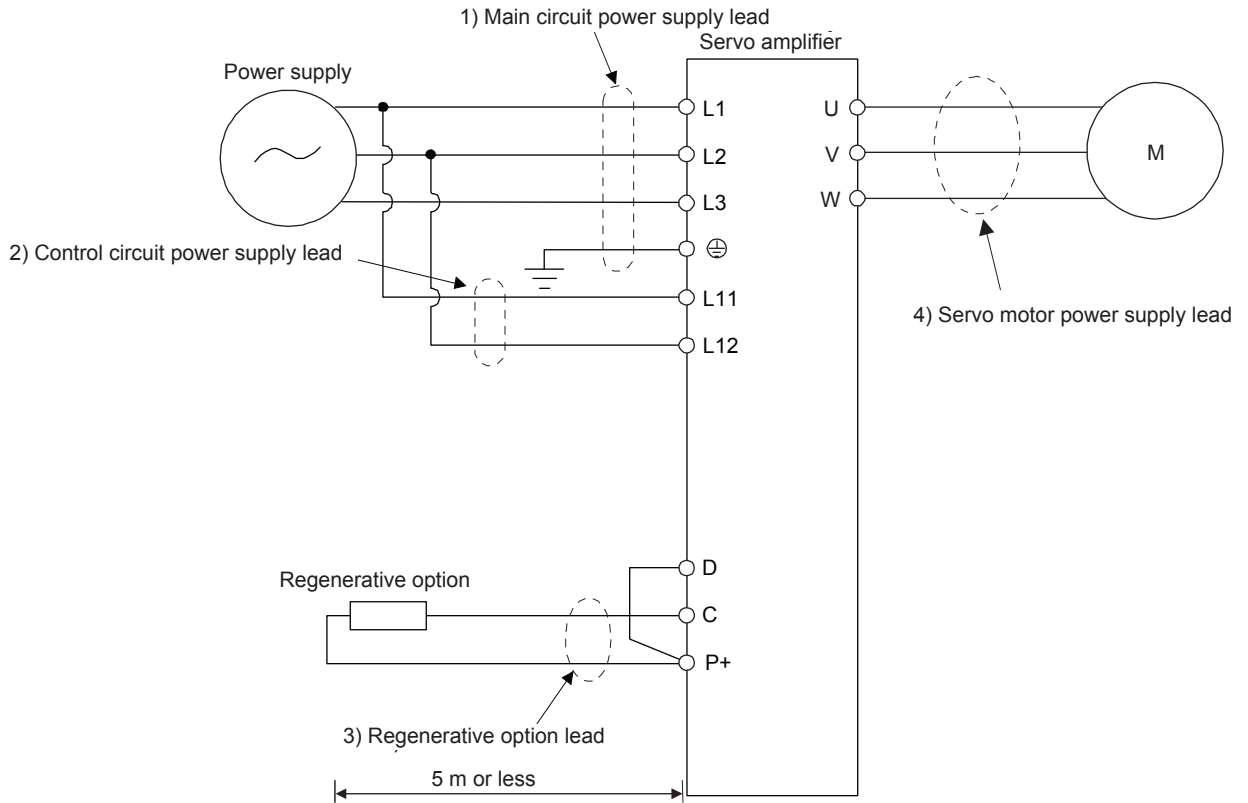 1) Main circuit power supply lead
Servo amplifier
Power supply
L1
U
L2
V
M
L3
W
2) Control circuit power supply lead
L11
4) Servo motor power supply lead
L12
D
Regenerative option
C
P+
3) Regenerative option lead
5 m or less